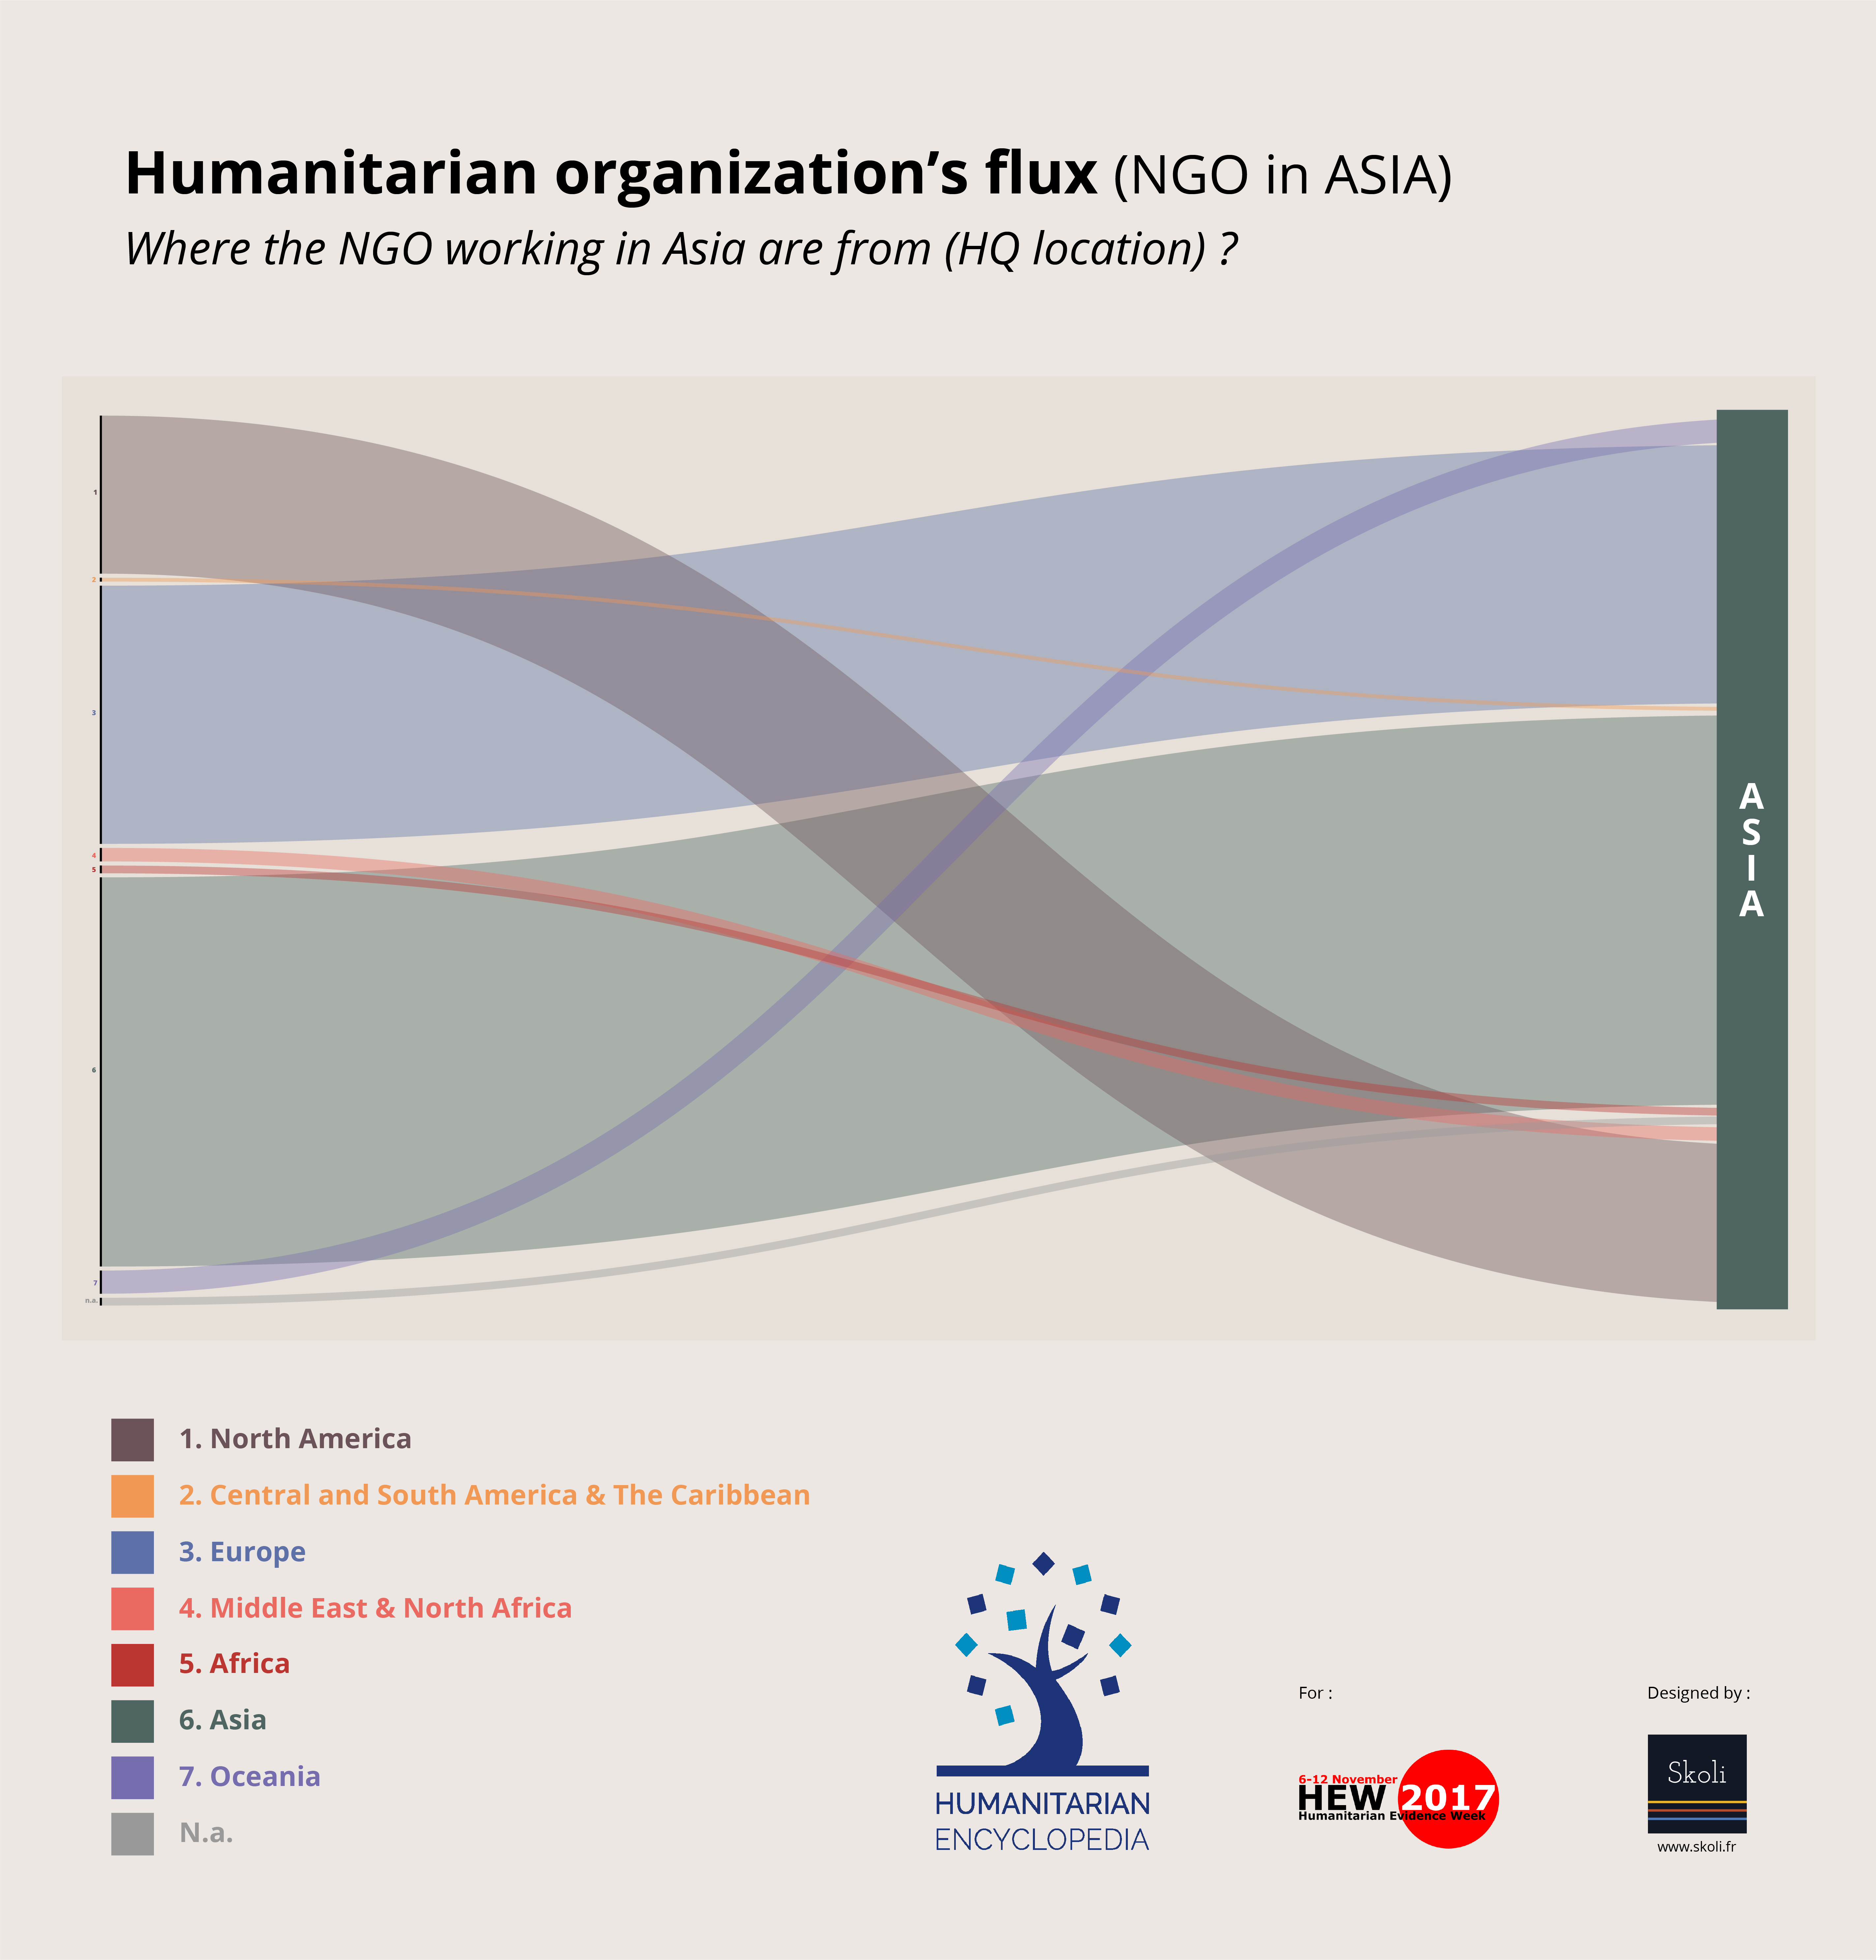 Humanitarian organization’s flux (NGO in ASIA)
Where the NGO working in Asia are from (HQ location) ?
1
2
3
4
5
6
7
n.a.
A
S
I
A
1. North America
2. Central and South America & The Caribbean
3. Europe
4. Middle East & North Africa
5. Africa
6. Asia
7. Oceania
N.a.
HUMANITARIAN
ENCYCLOPEDIA
For :
6-12 November
HEW 2017
Humanitarian Evidence Week
Designed by :
Skoli
www.skoli.fr